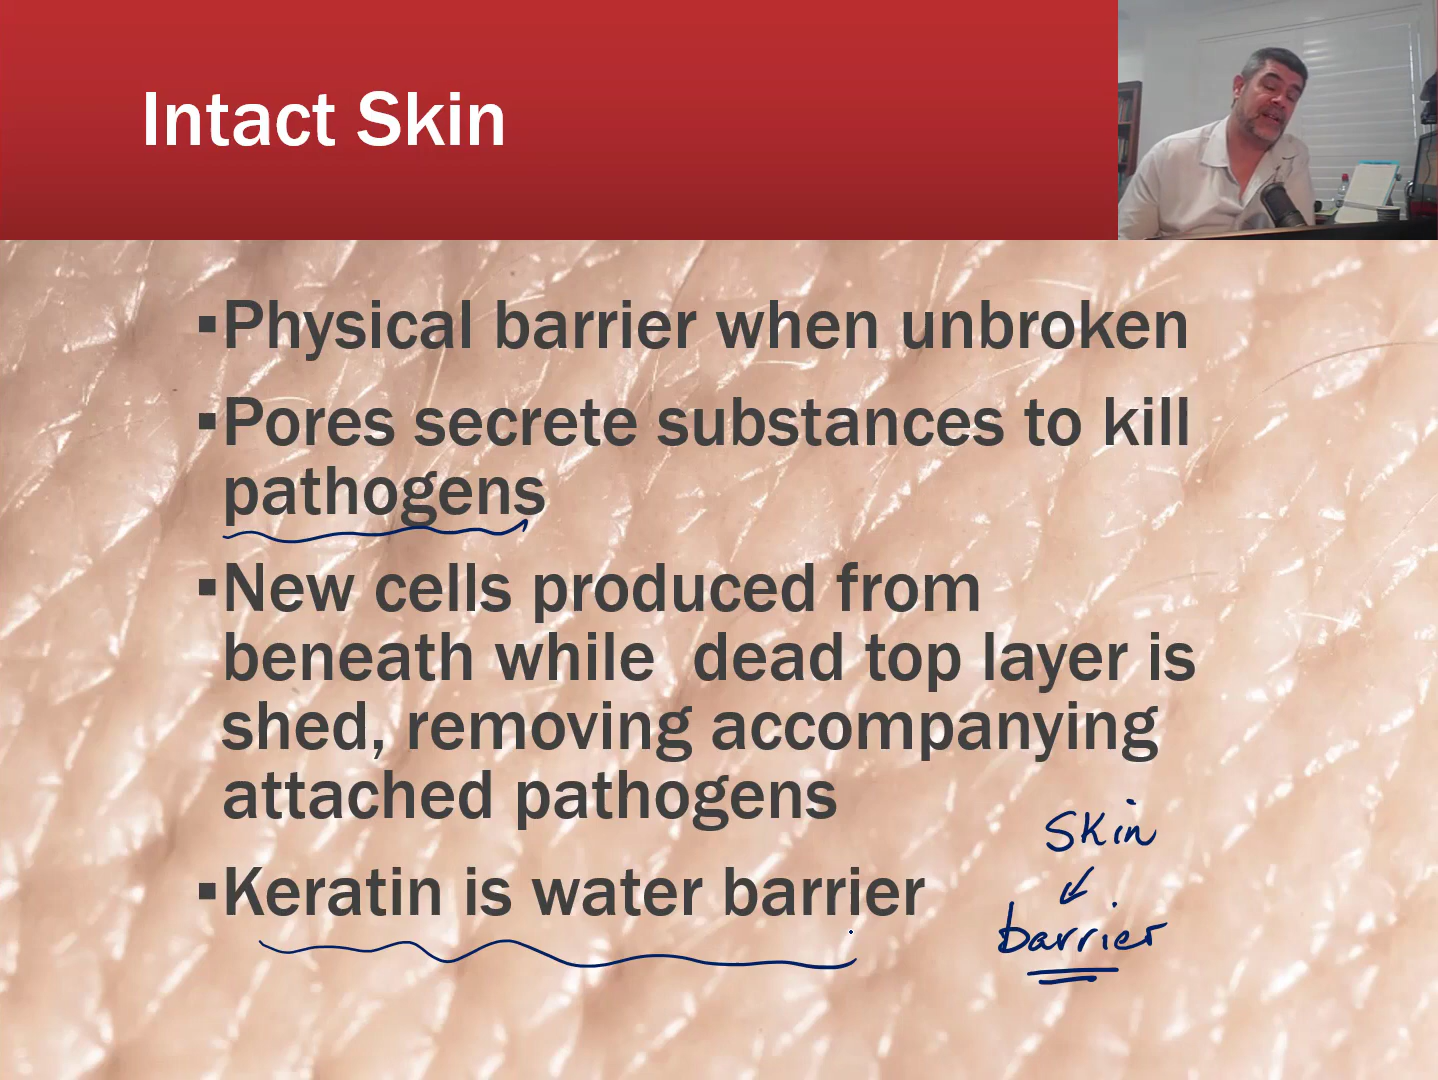 Intact Skin
▪Physical barrier when unbroken
▪Pores secrete substances to kill
pathogens
▪New cells produced from
beneath while  dead top layer is
shed, removing accompanying
attached pathogens
▪Keratin is water barrier
Skin
barrier